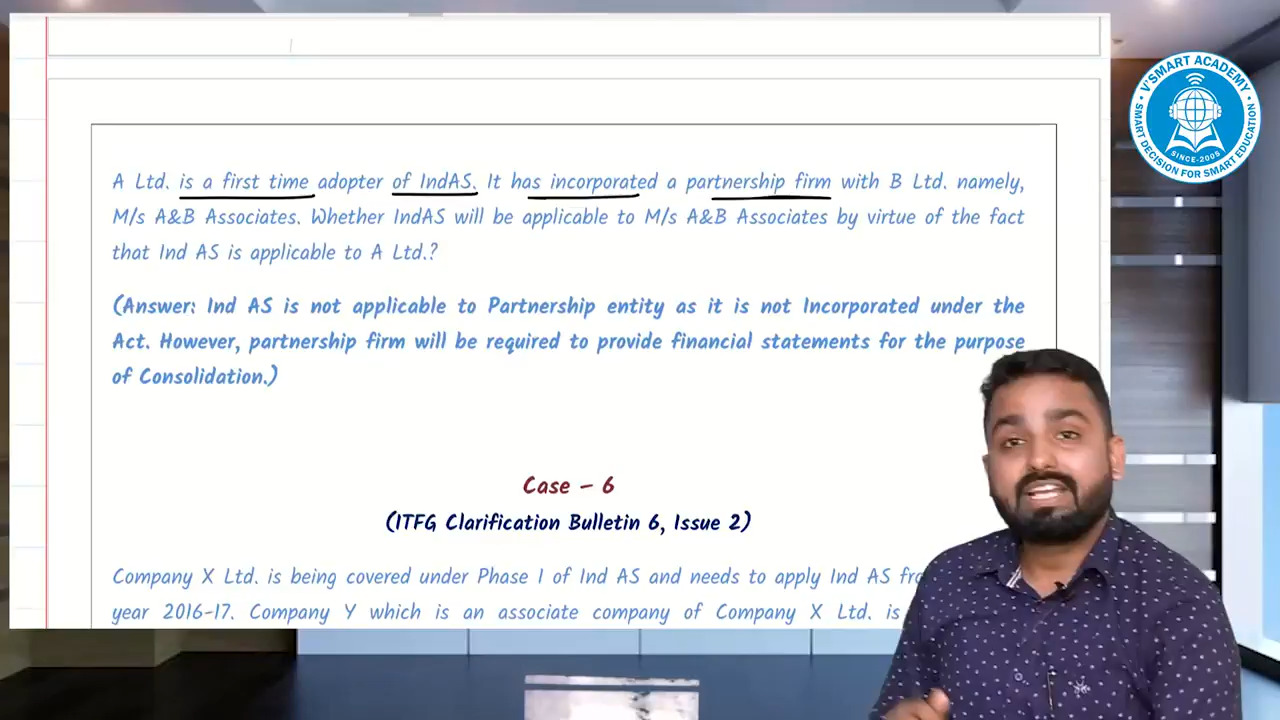 A Ltd. is a first time adopter of IndAS. It has incorporated a partnership firm with B Ltd. namely,
M/s A&B Associates. Whether IndAS will be applicable to M/s A&B Associates by virtue of the fact
that Ind AS is applicable to A Ltd.?
(Answer: Ind AS is not applicable to Partnership entity as it is not Incorporated under the
Act. However, partnership firm will be required to provide financial statements for the purpose
of Consolidation.)
Case – 6
(ITFG Clarification Bulletin 6, Issue 2)
Company X Ltd. is being covered under Phase I of Ind AS and needs to apply Ind AS
year 2016-17. Company Y which is an associate company of Company X Ltd. is
V'SMART ACADEMY
SINCE-2008
SMART DECISION FOR SMART EDUCATION